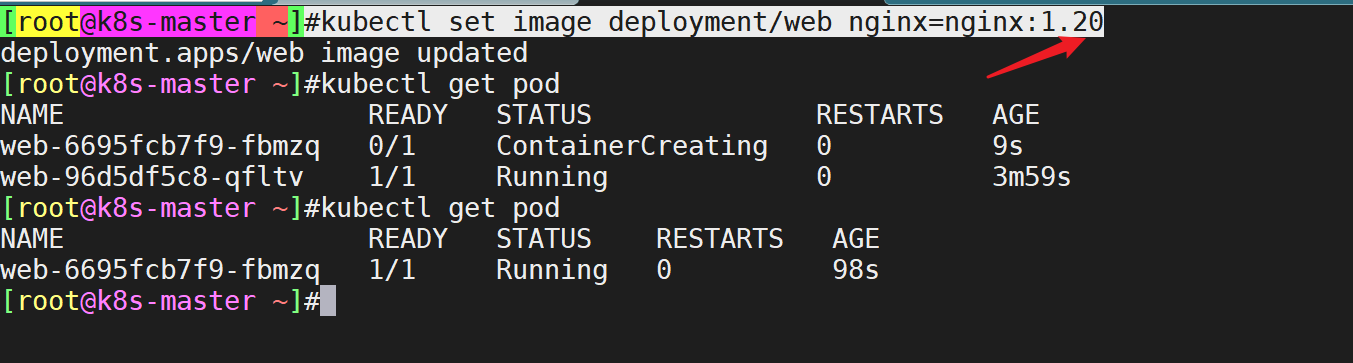 [root@k8s-master ~]#kubectl set image deployment/web nginx=nginx:1.20
deployment.apps/web image updated
[root@k8s-master ~]#kubectl get pod
NAME                   READY   STATUS              RESTARTS   AGE
web-6695fcb7f9-fbmzq   0/1     ContainerCreating   0          9s
web-96d5df5c8-qfltv    1/1     Running             0          3m59s
[root@k8s-master ~]#kubectl get pod
NAME                   READY   STATUS    RESTARTS   AGE
web-6695fcb7f9-fbmzq   1/1     Running   0          98s
[root@k8s-master ~]#